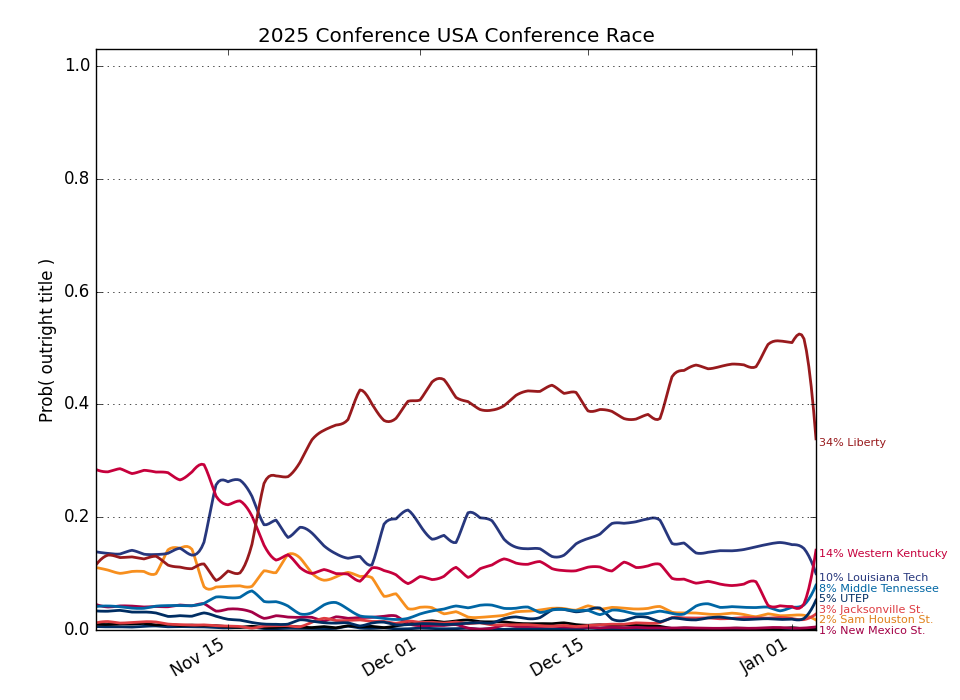 2025 Conference USA Conference Race
Prob( outright title )
1.0
0.8
0.6
0.4
0.2
0.0
Nov 15
Dec 01
Dec 15
Jan 01
34% Liberty
14% Western Kentucky
10% Louisiana Tech
8% Middle Tennessee
5% UTEP
3% Jacksonville St.
2% Sam Houston St.
1% New Mexico St.